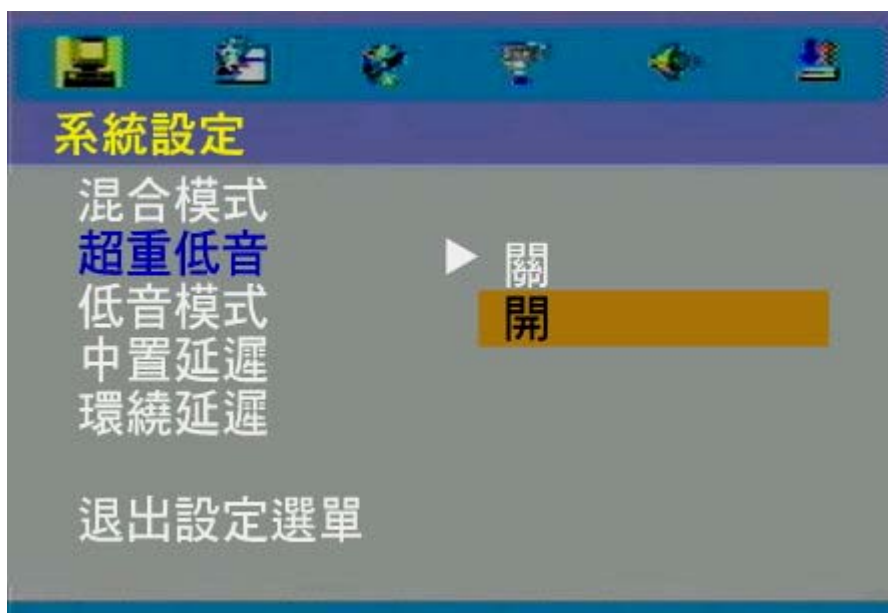 系統設定
混合模式
超重低音 關
低音模式 開
中置延遲
環繞延遲
退出設定選單